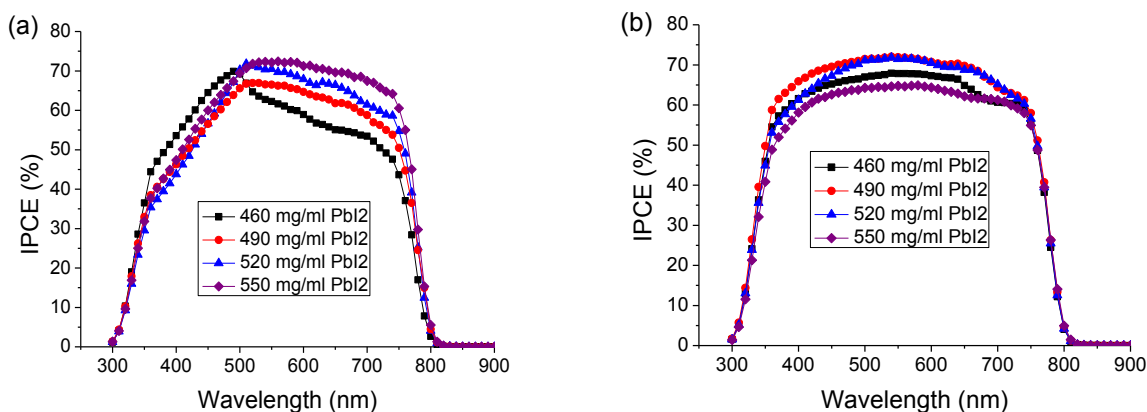 (a)
80
70
60
50
40
30
20
10
0
IPCE (%)
460 mg/ml PbI2
490 mg/ml PbI2
520 mg/ml PbI2
550 mg/ml PbI2
300 400 500 600 700 800 900
Wavelength (nm)
(b)
80
70
60
50
40
30
20
10
0
IPCE (%)
460 mg/ml PbI2
490 mg/ml PbI2
520 mg/ml PbI2
550 mg/ml PbI2
300 400 500 600 700 800 900
Wavelength (nm)